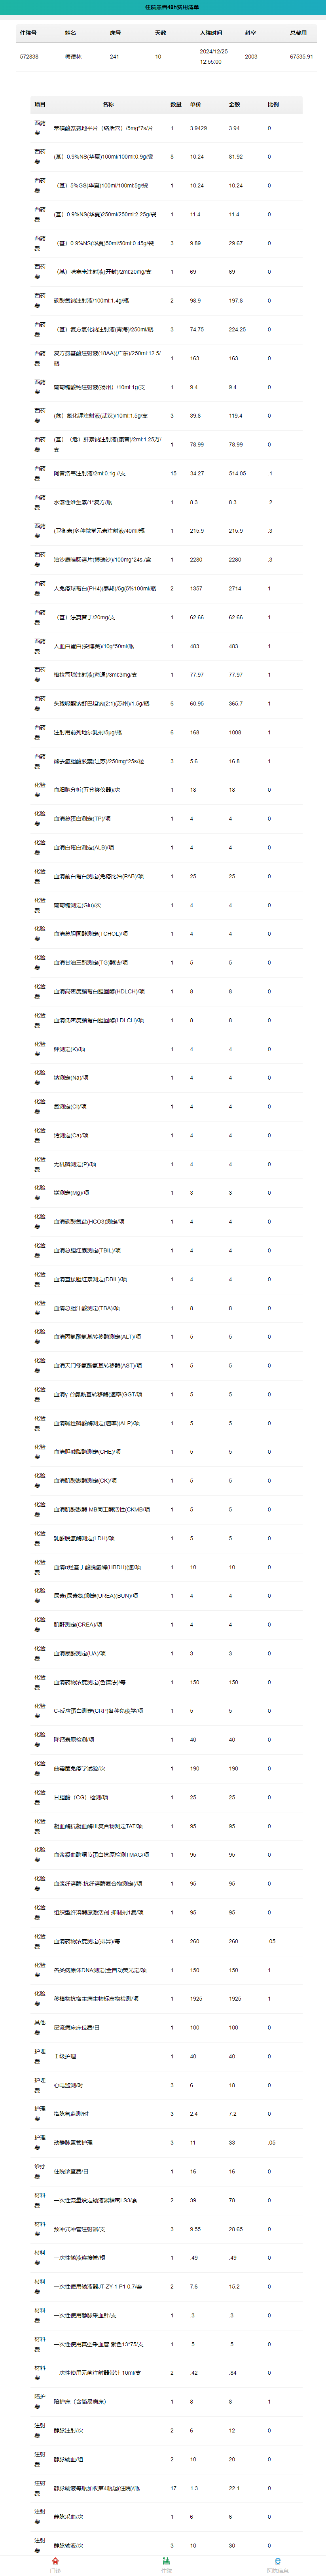 住院患者48h费用清单
住院号 姓名 床号 天数 入院时间 科室 总费用
572838 梅德林 241 10 2024/12/25 12:55:00 2003 67535.91
项目 名称 数量 单价 金额 比例
西药费 苯磺酸氨氯地平片（络活喜）/5mg*7s/片 1 3.9429 3.94 0
西药费 (基）0.9%NS(华夏)100ml/100ml:0.9g/袋 8 10.24 81.92 0
西药费 （基）5%GS(华夏)100ml/100ml:5g/袋 1 10.24 10.24 0
西药费 (基）0.9%NS(华夏)250ml/250ml:2.25g/袋 1 11.4 11.4 0
西药费 （基）0.9%NS(华夏)50ml/50ml:0.45g/袋 3 9.89 29.67 0
西药费 （基）呋塞米注射液(开封)/2ml:20mg/支 1 69 69 0
西药费 碳酸氢钠注射液/100ml:1.4g/瓶 2 98.9 197.8 0
西药费 （基）复方氯化钠注射液(青海)/250ml/瓶 3 74.75 224.25 0
西药费 复方氨基酸注射液(18AA)(广东)/250ml:12.5/瓶 1 163 163 0
西药费 葡萄糖酸钙注射液(扬州）/10ml:1g/支 1 9.4 9.4 0
西药费 (危）氯化钾注射液(武汉)/10ml:1.5g/支 3 39.8 119.4 0
西药费 (基）（危）肝素钠注射液(康普)/2ml:1.25万/支 1 78.99 78.99 0
西药费 阿昔洛韦注射液/2ml:0.1g //支 15 34.27 514.05 .1
西药费 水溶性维生素/1*复方/瓶 1 8.3 8.3 .2
西药费 (卫衡素)多种微量元素注射液/40ml/瓶 1 215.9 215.9 .3
西药费 泊沙康唑肠溶片(博瑞沙)/100mg*24s /盒 1 2280 2280 .3
西药费 人免疫球蛋白(PH4)(泰邦)/5g(5%100ml/瓶 2 1357 2714 1
西药费 （基）法莫替丁/20mg/支 1 62.66 62.66 1
西药费 人血白蛋白(安博美)/10g*50ml/瓶 1 483 483 1
西药费 格拉司琼注射液(海通)/3ml:3mg/支 1 77.97 77.97 1
西药费 头孢哌酮钠舒巴坦钠(2:1)(苏州)/1.5g/瓶 6 60.95 365.7 1
西药费 注射用前列地尔乳剂/5μg/瓶 6 168 1008 1
西药费 熊去氧胆酸胶囊(江苏)/250mg*25s/粒 3 5.6 16.8 1
化验费 血细胞分析(五分类仪器)/次 1 18 18 0
化验费 血清总蛋白测定(TP)/项 1 4 4 0
化验费 血清白蛋白测定(ALB)/项 1 4 4 0
化验费 血清前白蛋白测定(免疫比浊(PAB)/项 1 25 25 0
化验费 葡萄糖测定(Glu)/次 1 4 4 0
化验费 血清总胆固醇测定(TCHOL)/项 1 4 4 0
化验费 血清甘油三酯测定(TG)酶法/项 1 5 5 0
化验费 血清高密度脂蛋白胆固醇(HDLCH)/项 1 8 8 0
化验费 血清低密度脂蛋白胆固醇(LDLCH)/项 1 8 8 0
化验费 钾测定(K)/项 1 4 4 0
化验费 钠测定(Na)/项 1 4 4 0
化验费 氯测定(Cl)/项 1 4 4 0
化验费 钙测定(Ca)/项 1 4 4 0
化验费 无机磷测定(P)/项 1 4 4 0
化验费 镁测定(Mg)/项 1 3 3 0
化验费 血清碳酸氢盐(HCO3)测定/项 1 4 4 0
化验费 血清总胆红素测定(TBIL)/项 1 4 4 0
化验费 血清直接胆红素测定(DBIL)/项 1 4 4 0
化验费 血清总胆汁酸测定(TBA)/项 1 8 8 0
化验费 血清丙氨酸氨基转移酶测定(ALT)/项 1 5 5 0
化验费 血清天门冬氨酸氨基转移酶(AST)/项 1 5 5 0
化验费 血清γ-谷氨酰基转移酶(速率(GGT/项 1 5 5 0
化验费 血清碱性磷酸酶测定(速率)(ALP)/项 1 5 5 0
化验费 血清胆碱脂酶测定(CHE)/项 1 5 5 0
化验费 血清肌酸激酶测定(CK)/项 1 5 5 0
化验费 血清肌酸激酶-MB同工酶活性(CKMB/项 1 5 5 0
化验费 乳酸脱氢酶测定(LDH)/项 1 5 5 0
化验费 血清α羟基丁酸脱氢酶(HBDH)(速/项 1 10 10 0
化验费 尿素(尿素氮)测定(UREA)(BUN)/项 1 4 4 0
化验费 肌酐测定(CREA)/项 1 4 4 0
化验费 血清尿酸测定(UA)/项 1 3 3 0
化验费 血清药物浓度测定(色谱法)/每 1 150 150 0
化验费 C-反应蛋白测定(CRP)各种免疫学/项 1 5 5 0
化验费 降钙素原检测/项 1 40 40 0
化验费 曲霉菌免疫学试验/次 1 190 190 0
化验费 甘胆酸（CG）检测/项 1 25 25 0
化验费 凝血酶抗凝血酶Ⅲ复合物测定TAT/项 1 95 95 0
化验费 血浆凝血酶调节蛋白抗原检测TMAG/项 1 95 95 0
化验费 血浆纤溶酶-抗纤溶酶复合物测定/项 1 95 95 0
化验费 组织型纤溶酶原激活剂-抑制剂1复/项 1 95 95 0
化验费 血清药物浓度测定(排异)/每 1 260 260 .05
化验费 各类病原体DNA测定(全自动荧光定/项 1 150 150 1
化验费 移植物抗宿主病生物标志物检测/项 1 1925 1925 1
其他费 层流病床床位费/日 1 100 100 0
护理费 Ⅰ级护理 1 40 40 0
护理费 心电监测/时 3 6 18 0
护理费 指脉氧监测/时 3 2.4 7.2 0
护理费 动静脉置管护理 3 11 33 .05
诊疗费 住院诊查费/日 1 16 16 0
材料费 一次性流量设定输液器精密LS3/套 2 39 78 0
材料费 预冲式冲管注射器/支 3 9.55 28.65 0
材料费 一次性输液连接管/根 1 .49 .49 0
材料费 一次性使用输液器JT-ZY-1 P1 0.7/套 2 7.6 15.2 0
材料费 一次性使用静脉采血针/支 1 .3 .3 0
材料费 一次性使用真空采血管 紫色13*75/支 1 .5 .5 0
材料费 一次性使用无菌注射器带针 10ml/支 2 .42 .84 0
陪护费 陪护床（含简易病床） 1 8 8 1
注射费 静脉注射/次 2 6 12 0
注射费 静脉输血/组 2 10 20 0
注射费 静脉输液每瓶加收第4瓶起(住院)/瓶 17 1.3 22.1 0
注射费 静脉采血/次 1 6 6 0
注射费 静脉输液/次 3 10 30 0
门诊 住院 医院信息